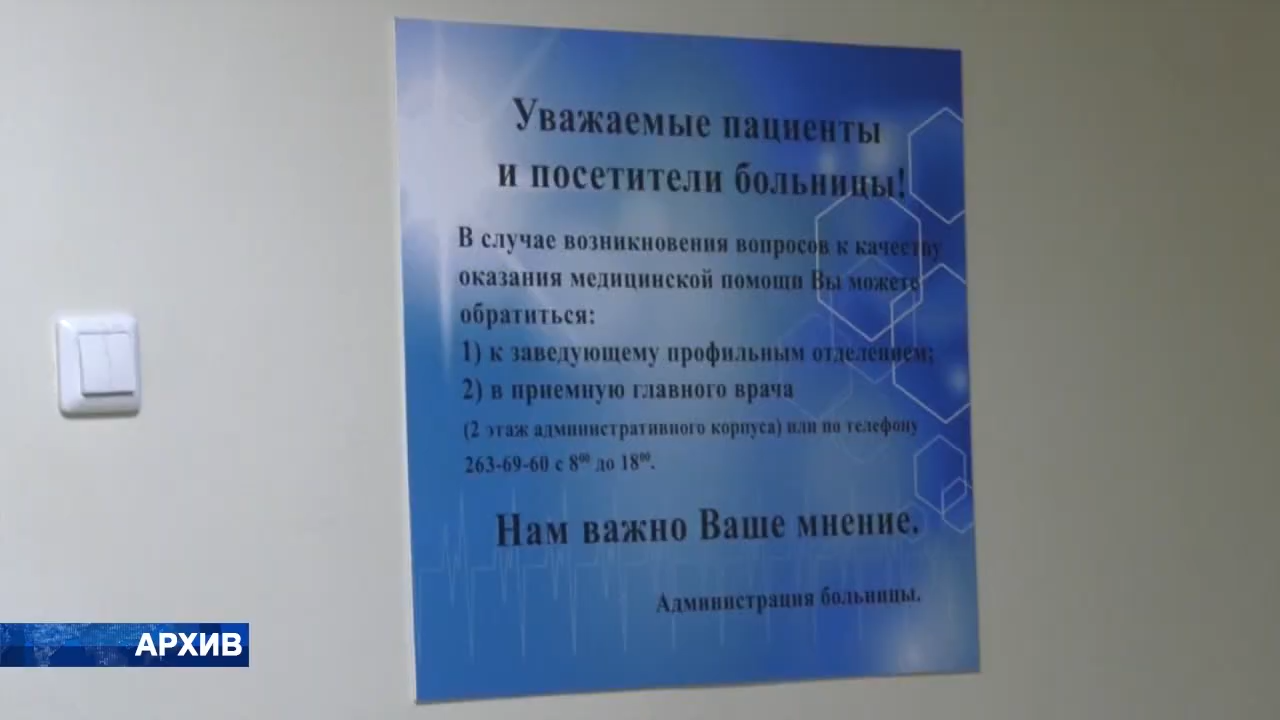 Уважаемые пациенты
и посетители больницы!
В случае возникновения вопросов к качеству
оказания медицинской помощи Вы можете
обратиться:
1) к заведующему профильным отделением;
2) в приемную главного врача
(2 этаж административного корпуса) или по телефону
263-69-60 с 8⁰⁰ до 18⁰⁰.
Нам важно Ваше мнение.
Администрация больницы.
АРХИВ